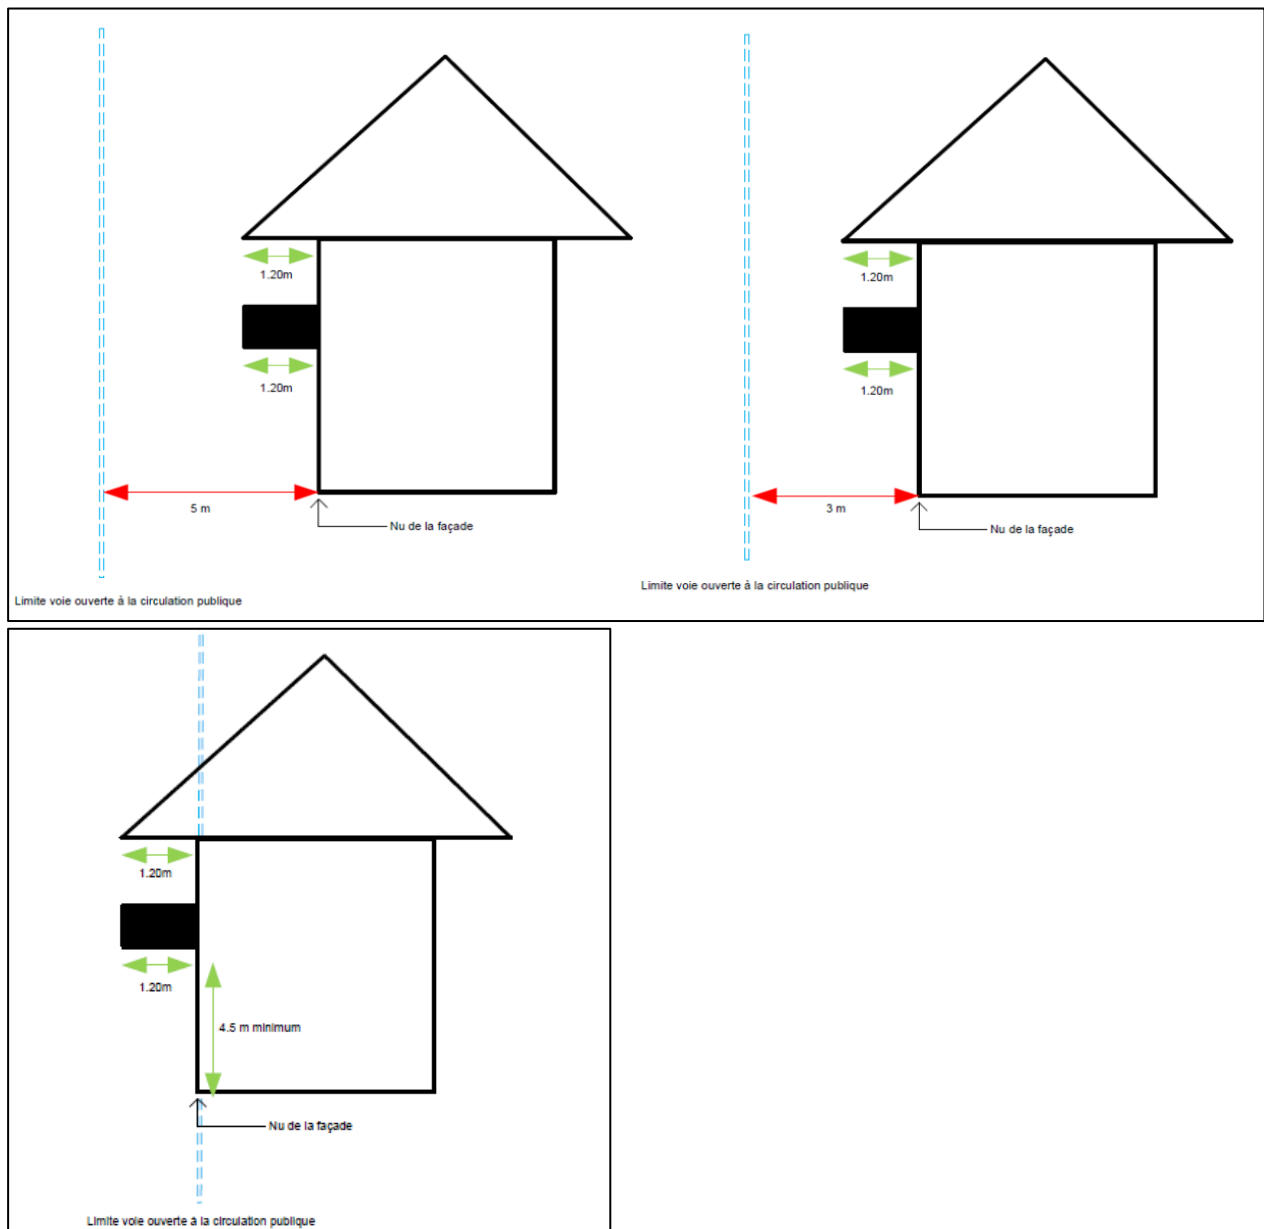 1.20m
1.20m
5 m
Nu de la façade
Limite voie ouverte à la circulation publique
1.20m
1.20m
3 m
Nu de la façade
Limite voie ouverte à la circulation publique
1.20m
1.20m
4.5 m minimum
Nu de la façade
Limite voie ouverte à la circulation publique